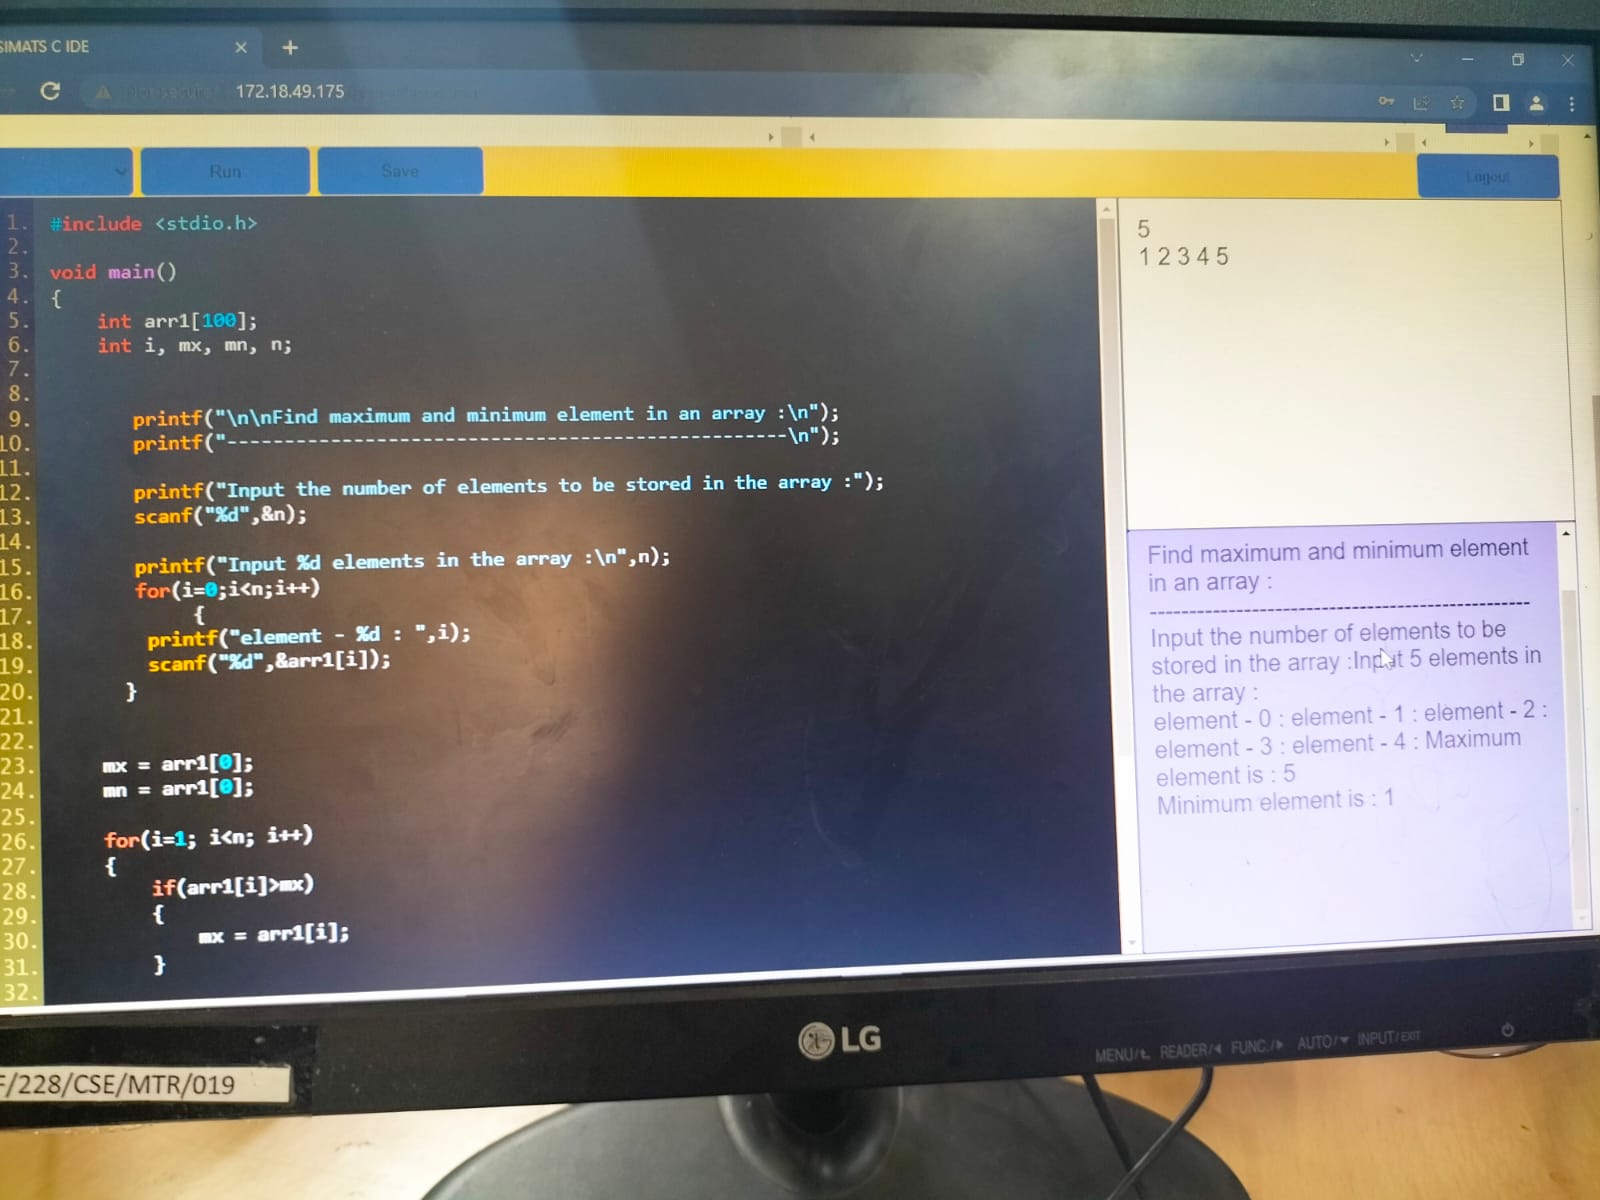 SIMATS C IDE
Not secure 172.18.49.175
Run Save Logout
1. #include <stdio.h>
2.
3. void main()
4. {
5. int arr1[100];
6. int i, mx, mn, n;
7.
8.
9. printf("\n\nFind maximum and minimum element in an array :\n");
10. printf("-------------------------------------------------\n");
11.
12. printf("Input the number of elements to be stored in the array :");
13. scanf("%d",&n);
14.
15. printf("Input %d elements in the array :\n",n);
16. for(i=0;i<n;i++)
17. {
18. printf("element - %d : ",i);
19. scanf("%d",&arr1[i]);
20. }
21.
22.
23. mx = arr1[0];
24. mn = arr1[0];
25.
26. for(i=1; i<n; i++)
27. {
28. if(arr1[i]>mx)
29. {
30. mx = arr1[i];
31. }
32.
5
1 2 3 4 5
Find maximum and minimum element
in an array :
-------------------------------------------------
Input the number of elements to be
stored in the array :Input 5 elements in
the array :
element - 0 : element - 1 : element - 2 :
element - 3 : element - 4 : Maximum
element is : 5
Minimum element is : 1
LG
MENU/ READER/ FUNC./ AUTO/ INPUT/EXIT
F/228/CSE/MTR/019